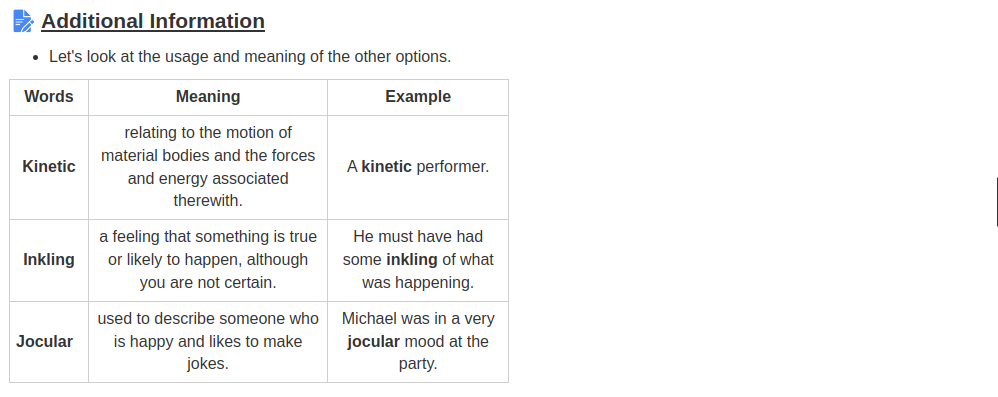 Additional Information
• Let's look at the usage and meaning of the other options.
Words Meaning Example
Kinetic
relating to the motion of
material bodies and the forces
and energy associated
therewith.
A kinetic performer.
Inkling
a feeling that something is true
or likely to happen, although
you are not certain.
He must have had
some inkling of what
was happening.
Jocular
used to describe someone who
is happy and likes to make
jokes.
Michael was in a very
jocular mood at the
party.